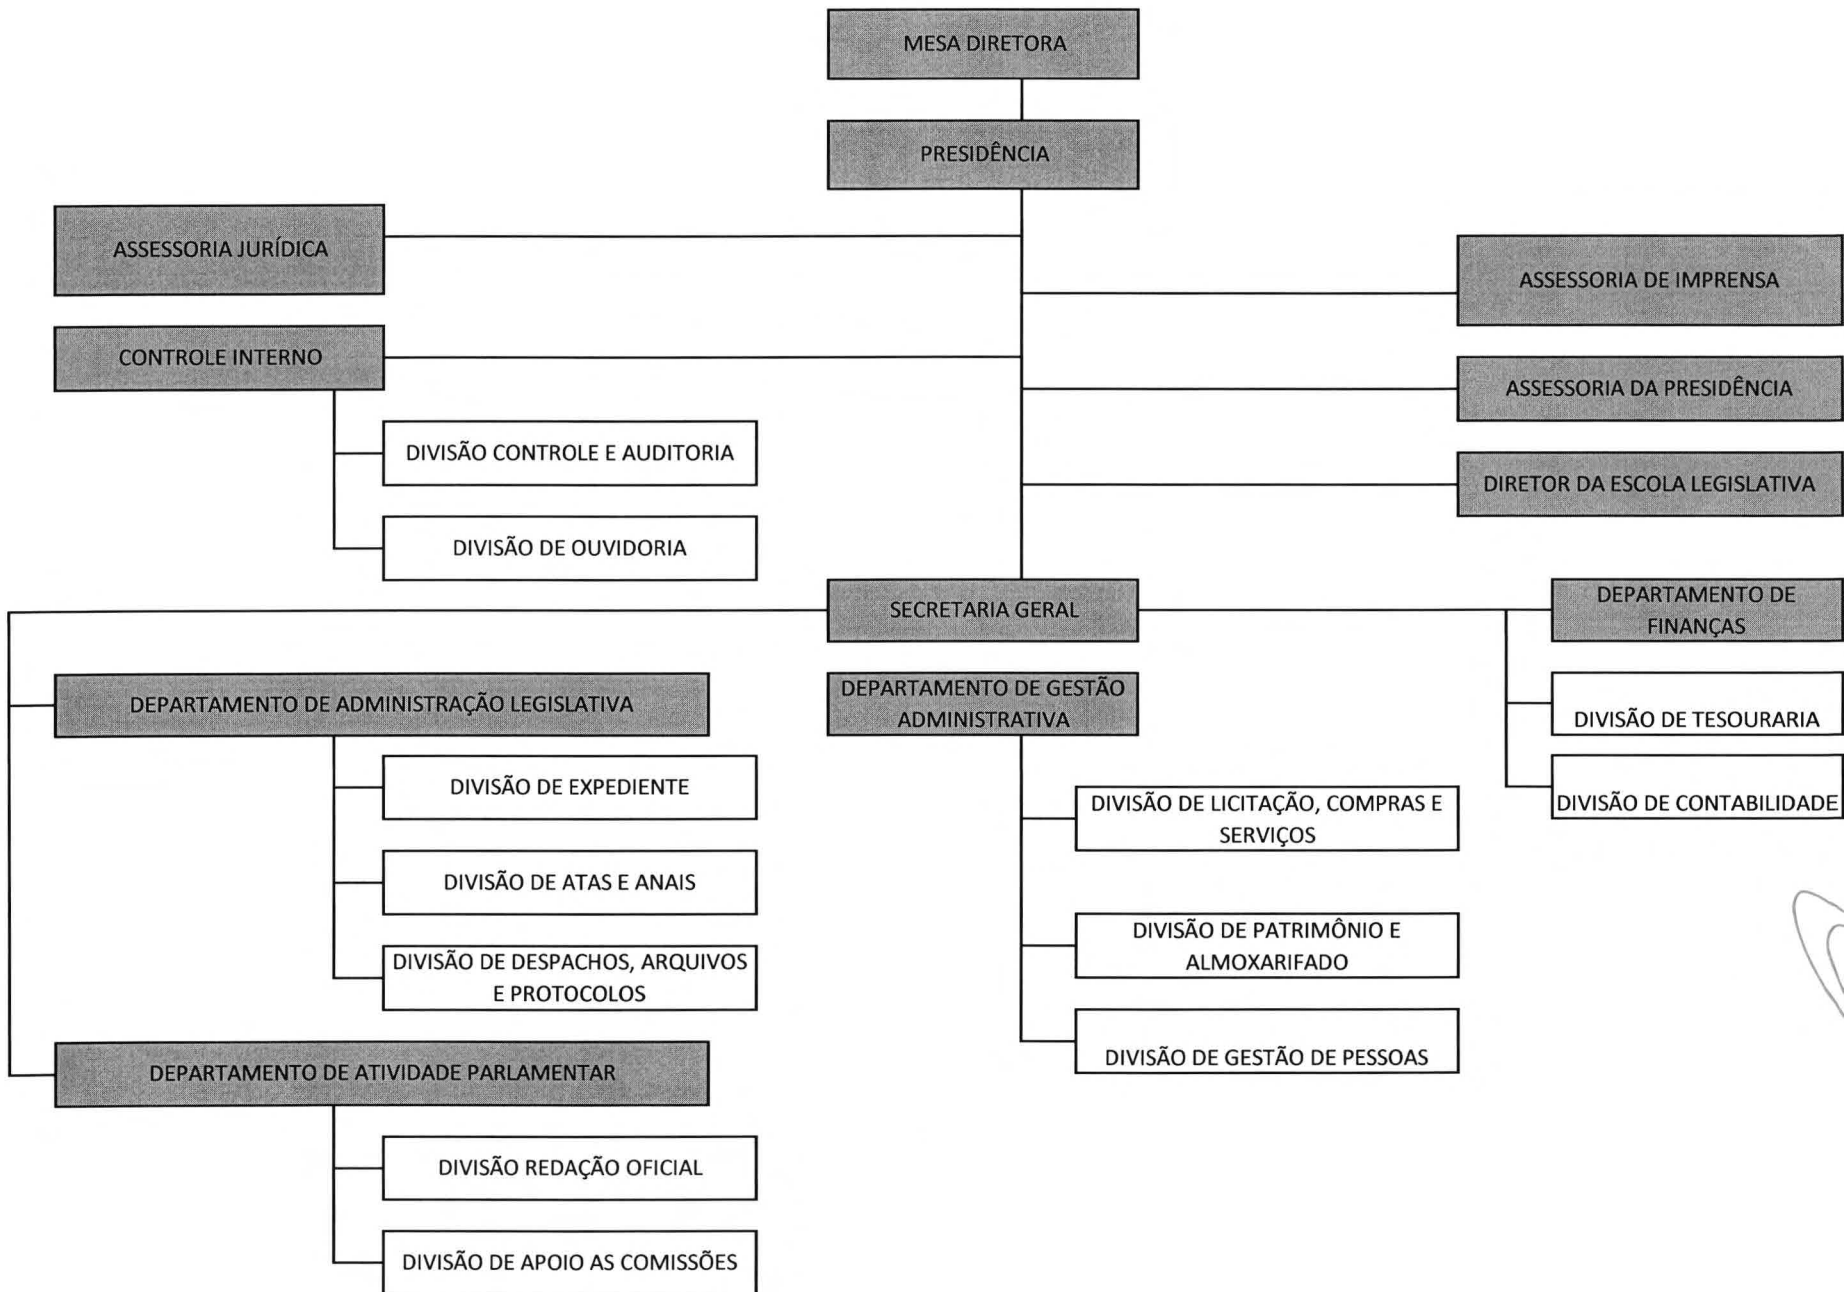 MESA DIRETORA
PRESIDÊNCIA
ASSESSORIA JURÍDICA
ASSESSORIA DE IMPRENSA
CONTROLE INTERNO
ASSESSORIA DA PRESIDÊNCIA
DIVISÃO CONTROLE E AUDITORIA
DIRETOR DA ESCOLA LEGISLATIVA
DIVISÃO DE OUVIDORIA
SECRETARIA GERAL
DEPARTAMENTO DE
FINANÇAS
DEPARTAMENTO DE ADMINISTRAÇÃO LEGISLATIVA
DEPARTAMENTO DE GESTÃO
ADMINISTRATIVA
DIVISÃO DE TESOURARIA
DIVISÃO DE EXPEDIENTE
DIVISÃO DE LICITAÇÃO, COMPRAS E
SERVIÇOS
DIVISÃO DE CONTABILIDADE
DIVISÃO DE ATAS E ANAIS
DIVISÃO DE PATRIMÔNIO E
ALMOXARIFADO
DIVISÃO DE DESPACHOS, ARQUIVOS
E PROTOCOLOS
DIVISÃO DE GESTÃO DE PESSOAS
DEPARTAMENTO DE ATIVIDADE PARLAMENTAR
DIVISÃO REDAÇÃO OFICIAL
DIVISÃO DE APOIO AS COMISSÕES